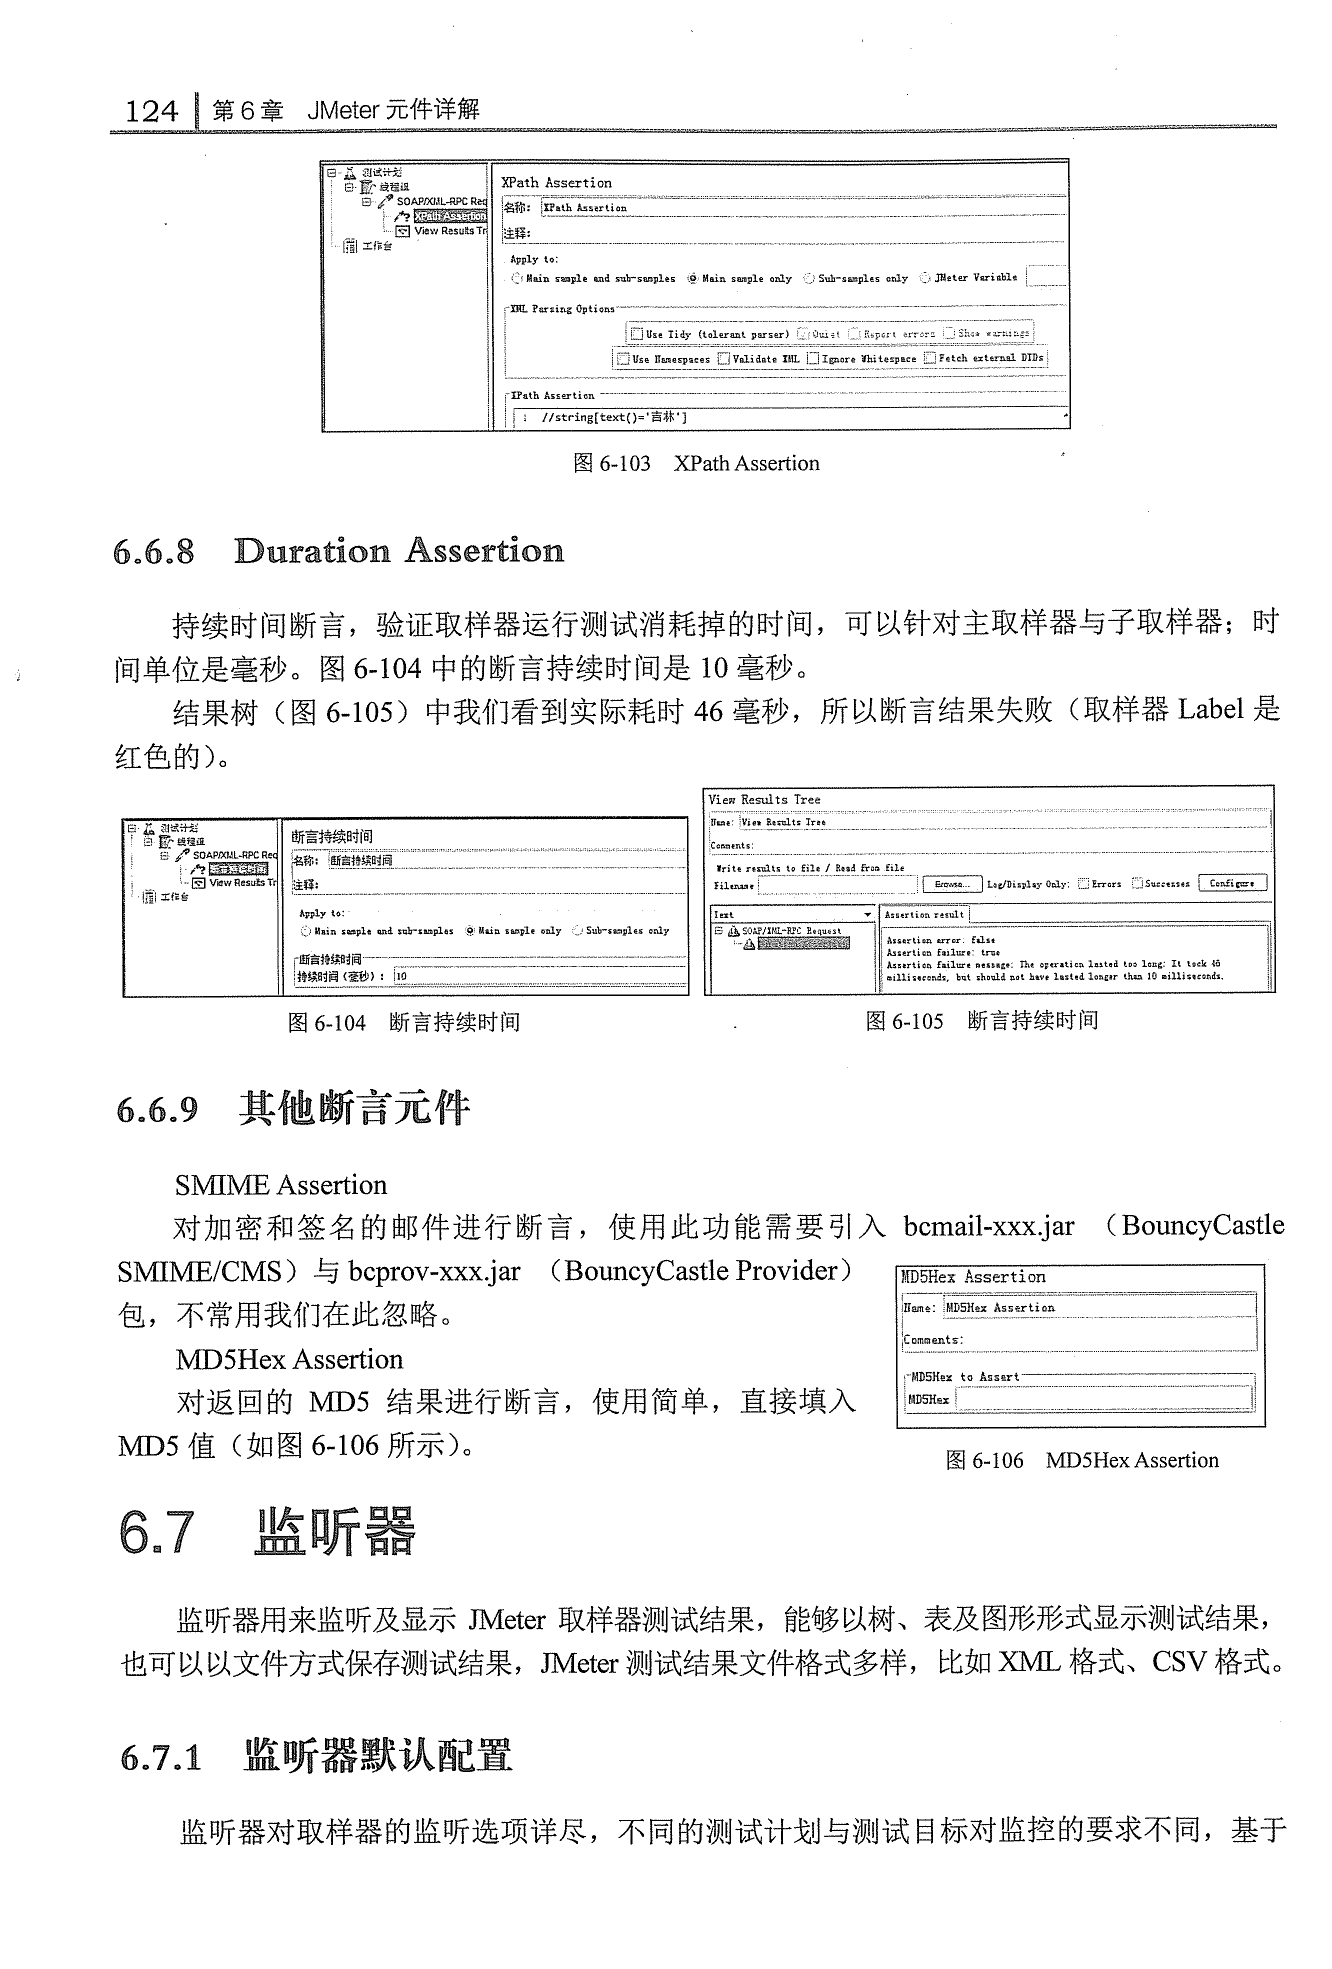 124 第6章 JMeter 元件详解
测试计划
线程组
SOAP/XML-RPC Req
XPath Assertion
View Results Tr
工作台
XPath Assertion
名称: XPath Assertion
注释:
Apply to:
Main sample and sub-samples Main sample only Sub-samples only JMeter Variable
XML Parsing Options
Use Tidy (tolerant parser) Quiet Report errors Show warnings
Use Namespaces Validate XML Ignore Whitespace Fetch external DTDs
XPath Assertion
1 //string[text()='吉林']
图 6-103 XPath Assertion
6.6.8 Duration Assertion
持续时间断言，验证取样器运行测试消耗掉的时间，可以针对主取样器与子取样器；时
间单位是毫秒。图 6-104 中的断言持续时间是 10 毫秒。
结果树（图 6-105）中我们看到实际耗时 46 毫秒，所以断言结果失败（取样器 Label 是
红色的）。
测试计划
线程组
SOAP/XML-RPC Req
断言持续时间
View Results Tr
工作台
断言持续时间
名称: 断言持续时间
注释:
Apply to:
Main sample and sub-samples Main sample only Sub-samples only
断言持续时间
持续时间（毫秒）: 10
图 6-104 断言持续时间
View Results Tree
Name: View Results Tree
Comments:
Write results to file / Read from file
Filename Browse... Log/Display Only: Errors Successes Configure
Text
SOAP/XML-RPC Request
Assertion result
Assertion error: false
Assertion failure: true
Assertion failure message: The operation lasted too long: It took 46
milliseconds, but should not have lasted longer than 10 milliseconds.
图 6-105 断言持续时间
6.6.9 其他断言元件
SMIME Assertion
对加密和签名的邮件进行断言，使用此功能需要引入 bcmail-xxx.jar （BouncyCastle
SMIME/CMS）与 bcprov-xxx.jar （BouncyCastle Provider）
包，不常用我们在此忽略。
MD5Hex Assertion
对返回的 MD5 结果进行断言，使用简单，直接填入
MD5 值（如图 6-106 所示）。
MD5Hex Assertion
Name: MD5Hex Assertion
Comments:
MD5Hex to Assert
MD5Hex
图 6-106 MD5Hex Assertion
6.7 监听器
监听器用来监听及显示 JMeter 取样器测试结果，能够以树、表及图形形式显示测试结果，
也可以以文件方式保存测试结果，JMeter 测试结果文件格式多样，比如 XML 格式、CSV 格式。
6.7.1 监听器默认配置
监听器对取样器的监听选项详尽，不同的测试计划与测试目标对监控的要求不同，基于